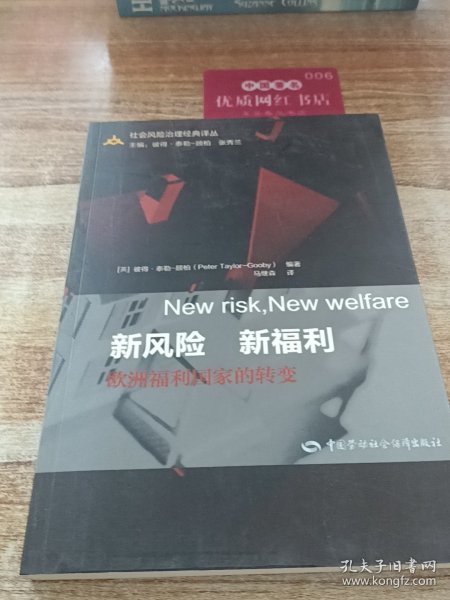 006
中国著名
优质网红书店
社会风险治理经典译丛
主编：彼得·泰勒-顾柏 张秀兰
[英] 彼得·泰勒-顾柏（Peter Taylor-Gooby） 编著
马继森 译
New risk, New welfare
新风险 新福利
欧洲福利国家的转变
中国劳动社会保障出版社
孔夫子旧书网
www.kongfz.com